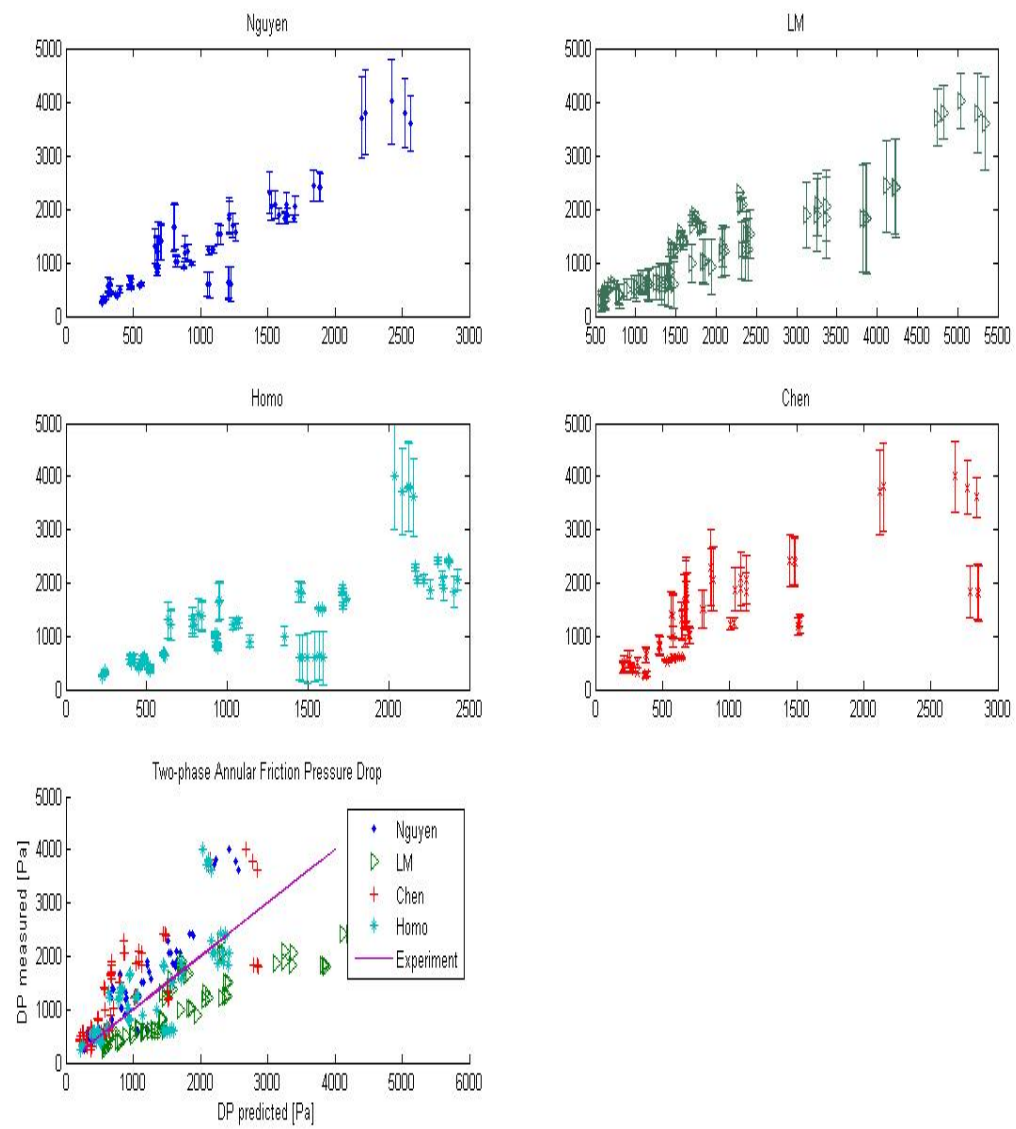 Nguyen
5000
4000
3000
2000
1000
0
0 500 1000 1500 2000 2500 3000
LM
5000
4000
3000
2000
1000
0
500 1000 1500 2000 2500 3000 3500 4000 4500 5000 5500
Homo
5000
4000
3000
2000
1000
0
0 500 1000 1500 2000 2500
Chen
5000
4000
3000
2000
1000
0
0 500 1000 1500 2000 2500 3000
Two-phase Annular Friction Pressure Drop
DP measured [Pa]
5000
4000
3000
2000
1000
0
Nguyen
LM
Chen
Homo
Experiment
0 1000 2000 3000 4000 5000 6000
DP predicted [Pa]